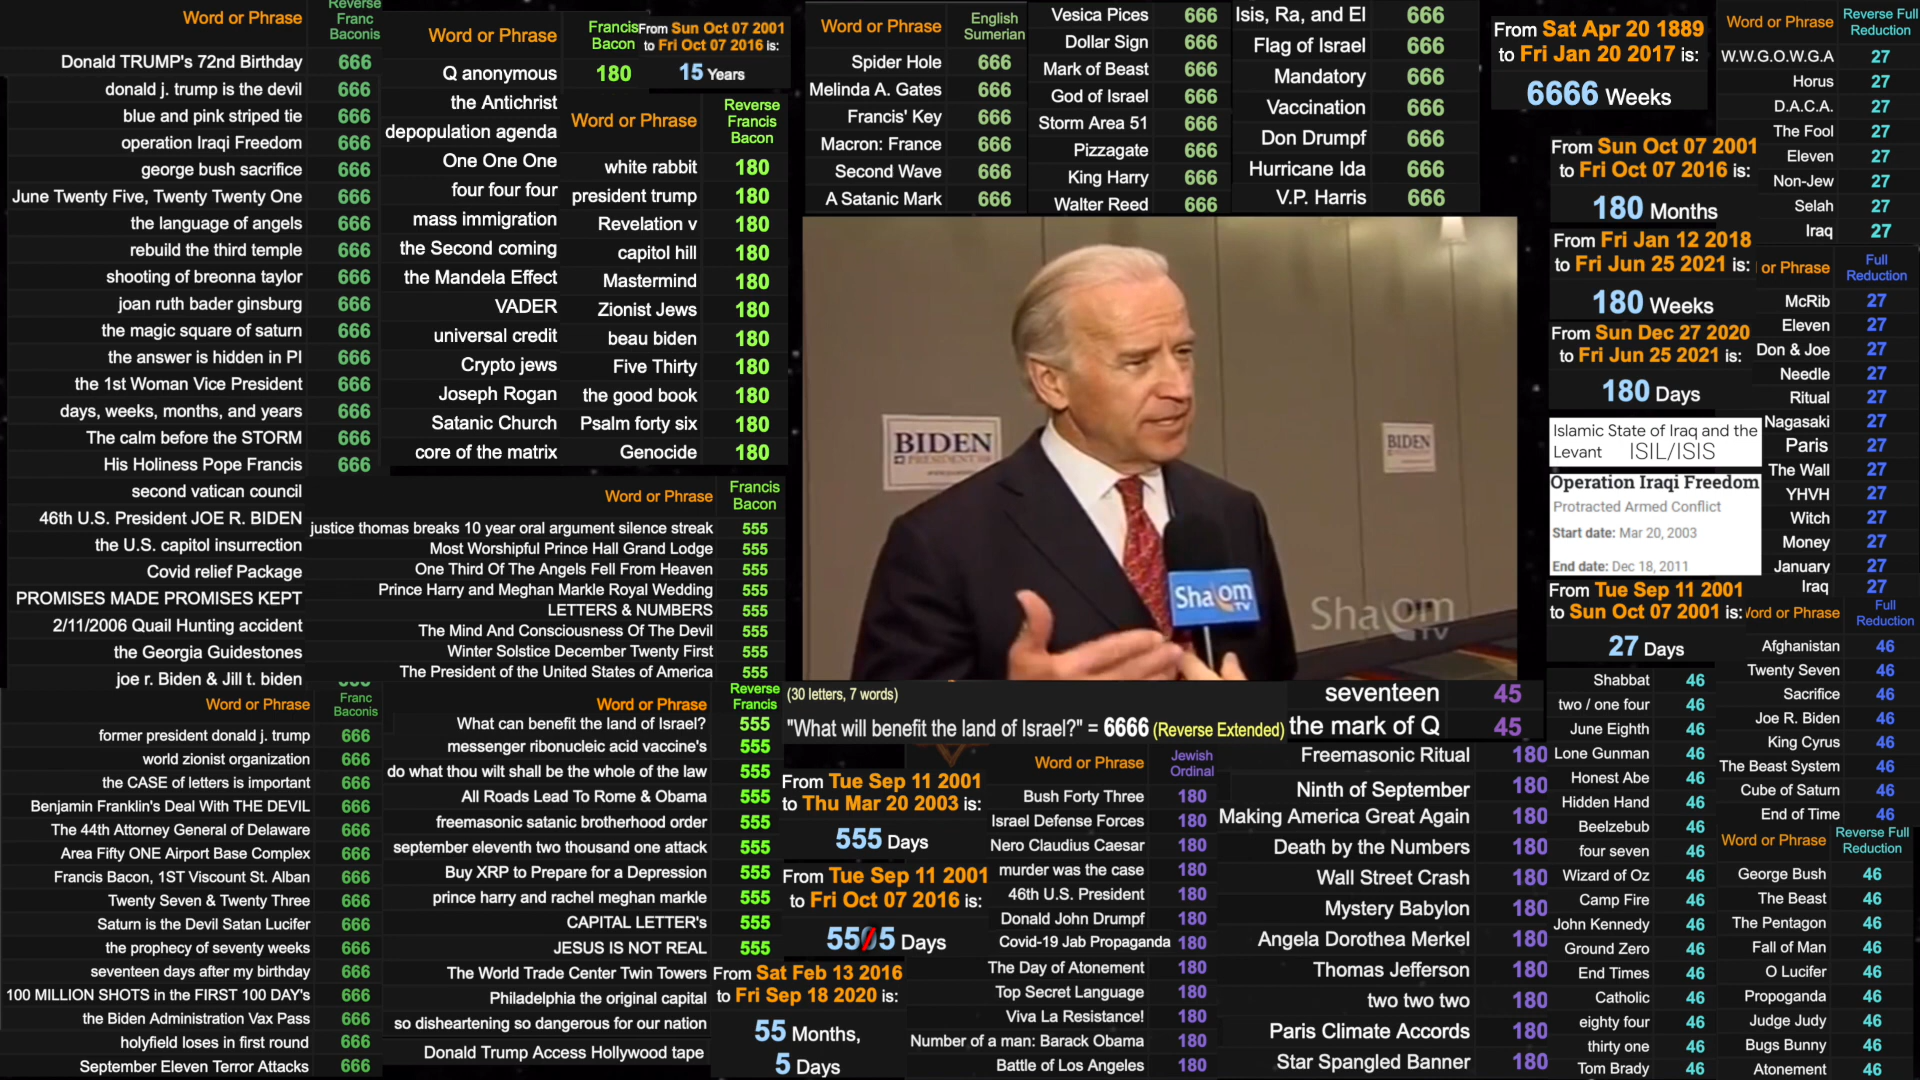 Word or Phrase
Reverse
Franc
Baconis
Donald TRUMP's 72nd Birthday 666
donald j. trump is the devil 666
blue and pink striped tie 666
operation Iraqi Freedom 666
george bush sacrifice 666
June Twenty Five, Twenty Twenty One 666
the language of angels 666
rebuild the third temple 666
shooting of breonna taylor 666
joan ruth bader ginsburg 666
the magic square of saturn 666
the answer is hidden in PI 666
the 1st Woman Vice President 666
days, weeks, months, and years 666
The calm before the STORM 666
His Holiness Pope Francis 666
second vatican council
46th U.S. President JOE R. BIDEN
the U.S. capitol insurrection
Covid relief Package
PROMISES MADE PROMISES KEPT
2/11/2006 Quail Hunting accident
the Georgia Guidestones
joe r. Biden & Jill t. biden
Word or Phrase
Franc
Baconis
former president donald j. trump 666
world zionist organization 666
the CASE of letters is important 666
Benjamin Franklin's Deal With THE DEVIL 666
The 44th Attorney General of Delaware 666
Area Fifty ONE Airport Base Complex 666
Francis Bacon, 1ST Viscount St. Alban 666
Twenty Seven & Twenty Three 666
Saturn is the Devil Satan Lucifer 666
the prophecy of seventy weeks 666
seventeen days after my birthday 666
100 MILLION SHOTS in the FIRST 100 DAY's 666
the Biden Administration Vax Pass 666
holyfield loses in first round 666
September Eleven Terror Attacks 666
Word or Phrase
Francis
Bacon
Q anonymous 180
the Antichrist
depopulation agenda
One One One
four four four
mass immigration
the Second coming
the Mandela Effect
VADER
universal credit
Crypto jews
Joseph Rogan
Satanic Church
core of the matrix
From Sun Oct 07 2001
to Fri Oct 07 2016 is:
15 Years
Word or Phrase
Reverse
Francis
Bacon
white rabbit 180
president trump 180
Revelation v 180
capitol hill 180
Mastermind 180
Zionist Jews 180
beau biden 180
Five Thirty 180
the good book 180
Psalm forty six 180
Genocide 180
Word or Phrase
Francis
Bacon
justice thomas breaks 10 year oral argument silence streak 555
Most Worshipful Prince Hall Grand Lodge 555
One Third Of The Angels Fell From Heaven 555
Prince Harry and Meghan Markle Royal Wedding 555
LETTERS & NUMBERS 555
The Mind And Consciousness Of The Devil 555
Winter Solstice December Twenty First 555
The President of the United States of America 555
Word or Phrase
Reverse
Francis
What can benefit the land of Israel? 555
messenger ribonucleic acid vaccine's 555
do what thou wilt shall be the whole of the law 555
All Roads Lead To Rome & Obama 555
freemasonic satanic brotherhood order 555
september eleventh two thousand one attack 555
Buy XRP to Prepare for a Depression 555
prince harry and rachel meghan markle 555
CAPITAL LETTER's 555
JESUS IS NOT REAL 555
The World Trade Center Twin Towers
Philadelphia the original capital
so disheartening so dangerous for our nation
Donald Trump Access Hollywood tape
Word or Phrase
English
Sumerian
Spider Hole 666
Melinda A. Gates 666
Francis' Key 666
Macron: France 666
Second Wave 666
A Satanic Mark 666
Vesica Pices 666
Dollar Sign 666
Mark of Beast 666
God of Israel 666
Storm Area 51 666
Pizzagate 666
King Harry 666
Walter Reed 666
Isis, Ra, and El 666
Flag of Israel 666
Mandatory 666
Vaccination 666
Don Drumpf 666
Hurricane Ida 666
V.P. Harris 666
BIDEN
PRESIDENT
BIDEN
Shalom
TV
Shalom
TV
(30 letters, 7 words)
"What will benefit the land of Israel?" = 6666 (Reverse Extended)
seventeen 45
the mark of Q 45
From Tue Sep 11 2001
to Thu Mar 20 2003 is:
555 Days
From Tue Sep 11 2001
to Fri Oct 07 2016 is:
5505 Days
From Sat Feb 13 2016
to Fri Sep 18 2020 is:
55 Months,
5 Days
Word or Phrase
Jewish
Ordinal
Bush Forty Three 180
Israel Defense Forces 180
Nero Claudius Caesar 180
murder was the case 180
46th U.S. President 180
Donald John Drumpf 180
Covid-19 Jab Propaganda 180
The Day of Atonement 180
Top Secret Language 180
Viva La Resistance! 180
Number of a man: Barack Obama 180
Battle of Los Angeles 180
Freemasonic Ritual 180
Ninth of September 180
Making America Great Again 180
Death by the Numbers 180
Wall Street Crash 180
Mystery Babylon 180
Angela Dorothea Merkel 180
Thomas Jefferson 180
two two two 180
Paris Climate Accords 180
Star Spangled Banner 180
From Sat Apr 20 1889
to Fri Jan 20 2017 is:
6666 Weeks
From Sun Oct 07 2001
to Fri Oct 07 2016 is:
180 Months
From Fri Jan 12 2018
to Fri Jun 25 2021 is:
180 Weeks
From Sun Dec 27 2020
to Fri Jun 25 2021 is:
180 Days
Islamic State of Iraq and the
Levant ISIL/ISIS
Operation Iraqi Freedom
Protracted Armed Conflict
Start date: Mar 20, 2003
End date: Dec 18, 2011
From Tue Sep 11 2001
to Sun Oct 07 2001 is:
27 Days
Shabbat 46
two / one four 46
June Eighth 46
Lone Gunman 46
Honest Abe 46
Hidden Hand 46
Beelzebub 46
four seven 46
Wizard of Oz 46
Camp Fire 46
John Kennedy 46
Ground Zero 46
End Times 46
Catholic 46
eighty four 46
thirty one 46
Tom Brady 46
Word or Phrase
Reverse Full
Reduction
W.W.G.O.W.G.A 27
Horus 27
D.A.C.A. 27
The Fool 27
Eleven 27
Non-Jew 27
Selah 27
Iraq 27
or Phrase
Full
Reduction
McRib 27
Eleven 27
Don & Joe 27
Needle 27
Ritual 27
Nagasaki 27
Paris 27
The Wall 27
YHVH 27
Witch 27
Money 27
January 27
Iraq 27
Word or Phrase
Full
Reduction
Afghanistan 46
Twenty Seven 46
Sacrifice 46
Joe R. Biden 46
King Cyrus 46
The Beast System 46
Cube of Saturn 46
End of Time 46
Word or Phrase
Reverse Full
Reduction
George Bush 46
The Beast 46
The Pentagon 46
Fall of Man 46
O Lucifer 46
Propoganda 46
Judge Judy 46
Bugs Bunny 46
Atonement 46